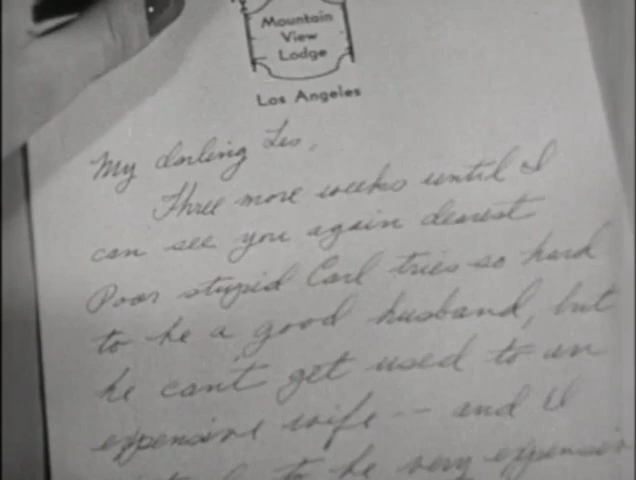 Mountain
View
Lodge
Los Angeles
My darling Les,
Three more weeks until I
can see you again dearest
Poor stupid Carl tries so hard
to be a good husband, but
he can't get used to an
expensive wife -- and I
to be very expensive